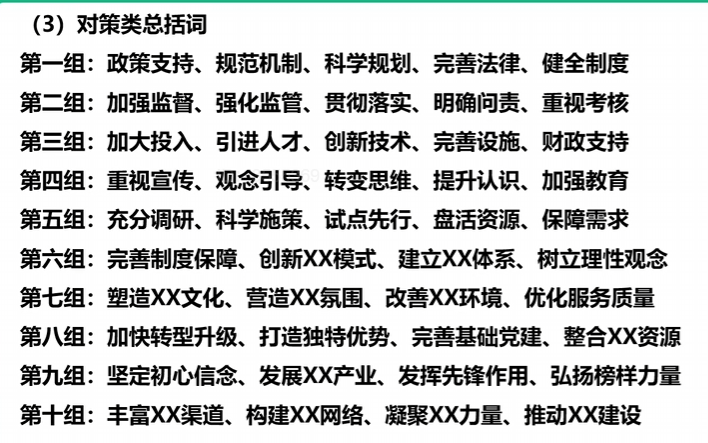 （3）对策类总括词
第一组：政策支持、规范机制、科学规划、完善法律、健全制度
第二组：加强监督、强化监管、贯彻落实、明确问责、重视考核
第三组：加大投入、引进人才、创新技术、完善设施、财政支持
第四组：重视宣传、观念引导、转变思维、提升认识、加强教育
第五组：充分调研、科学施策、试点先行、盘活资源、保障需求
第六组：完善制度保障、创新XX模式、建立XX体系、树立理性观念
第七组：塑造XX文化、营造XX氛围、改善XX环境、优化服务质量
第八组：加快转型升级、打造独特优势、完善基础党建、整合XX资源
第九组：坚定初心信念、发展XX产业、发挥先锋作用、弘扬榜样力量
第十组：丰富XX渠道、构建XX网络、凝聚XX力量、推动XX建设